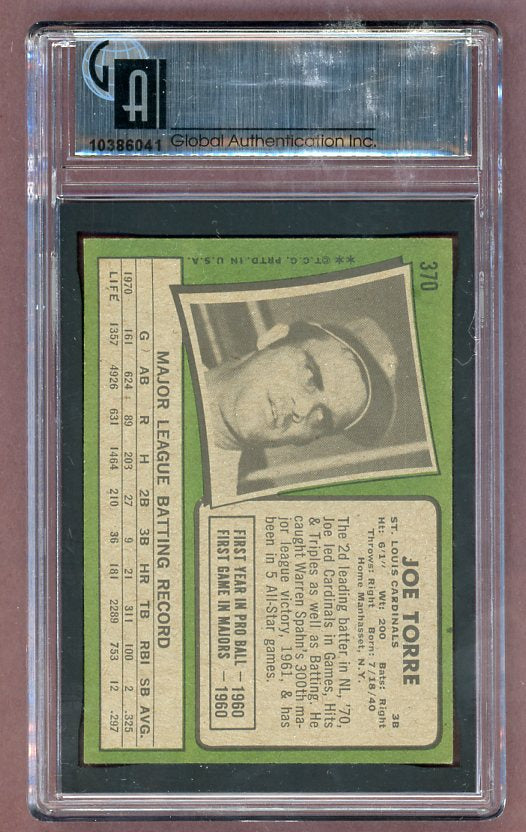 GA
10386041 Global Authentication Inc.
370
**©T.C.G. PRTD. IN U.S.A.
JOE TORRE
ST. LOUIS CARDINALS 3B
Ht: 6'1" Wt: 200 Bats: Right
Throws: Right Born: 7/18/40
Home Manhasset, N.Y.
The 2d leading batter in NL, '70,
Joe led Cardinals in Games, Hits
& Triples as well as Batting. He
caught Warren Spahn's 300th ma-
jor league victory, 1961, & has
been in 5 All-Star games.
FIRST YEAR IN PRO BALL — 1960
FIRST GAME IN MAJORS — 1960
MAJOR LEAGUE BATTING RECORD
G AB R H 2B 3B HR TB RBI SB AVG.
1970 161 624 89 203 27 9 21 311 100 2 .325
LIFE 1357 4926 631 1464 210 36 181 2289 753 12 .297